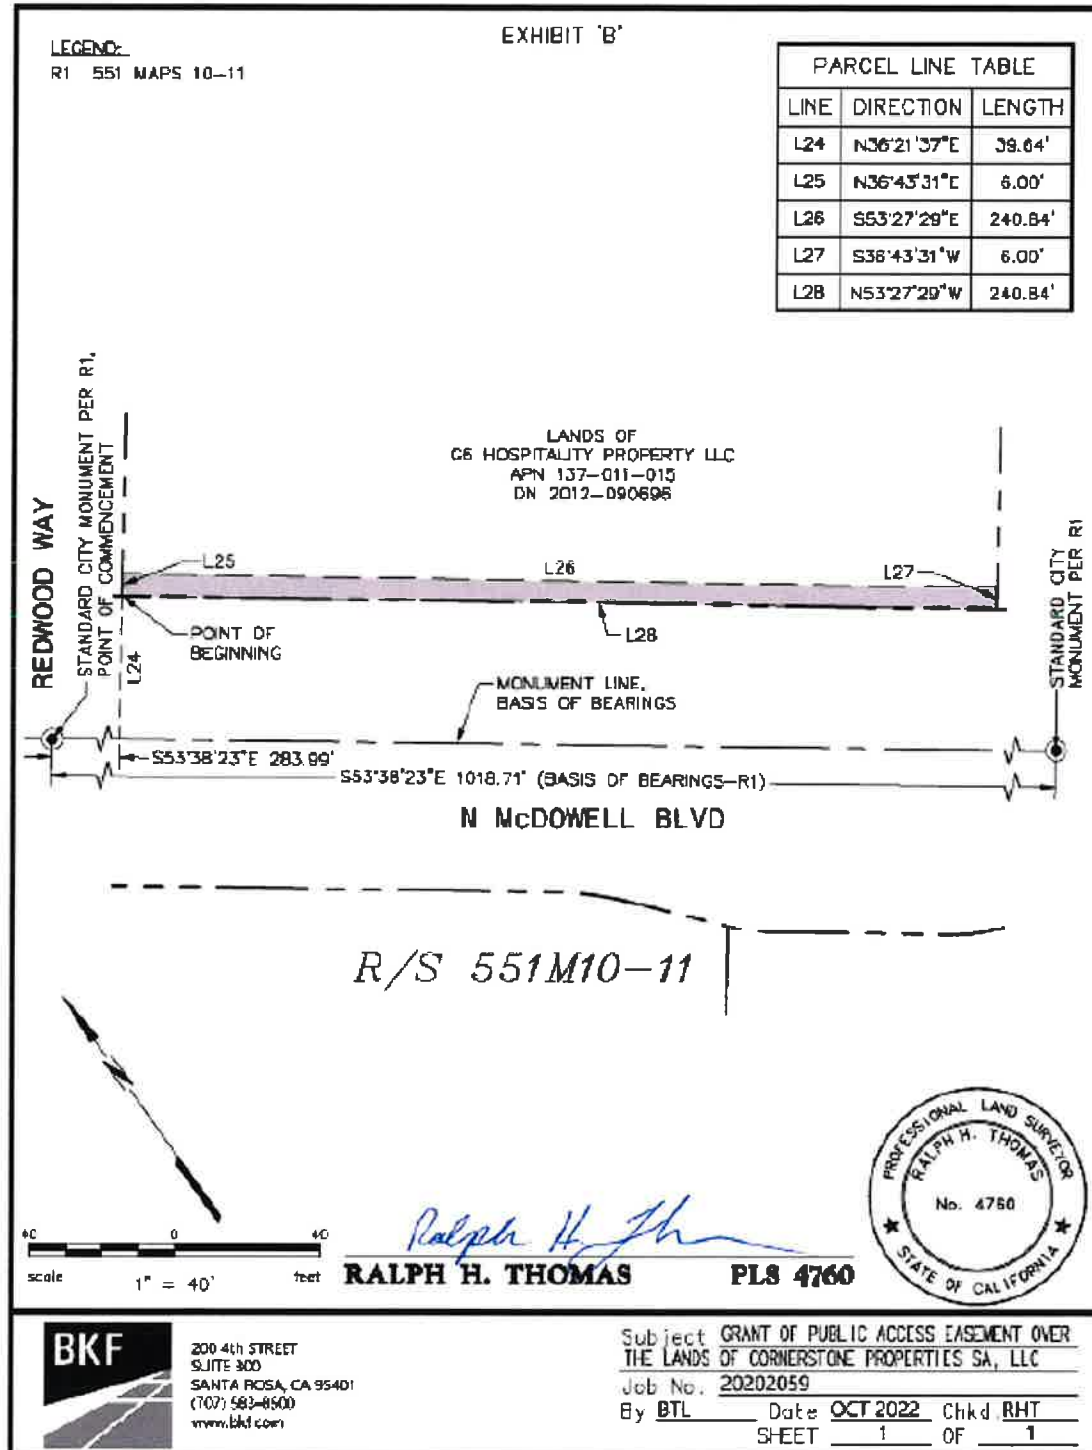 EXHIBIT 'B'
LEGEND:
R1 551 MAPS 10-11
PARCEL LINE TABLE
LINE DIRECTION LENGTH
L24 N36°21'37"E 39.64'
L25 N36°43'31"E 6.00'
L26 S53°27'29"E 240.84'
L27 S36°43'31"W 6.00'
L28 N53°27'29"W 240.84'
REDWOOD WAY
STANDARD CITY MONUMENT PER R1,
POINT OF COMMENCEMENT
LANDS OF
G6 HOSPITALITY PROPERTY LLC
APN 137-011-015
DN 2012-090696
L25
L26
L27
L28
POINT OF
BEGINNING
L24
MONUMENT LINE,
BASIS OF BEARINGS
STANDARD CITY
MONUMENT PER R1
S53°38'23"E 283.99'
S53°38'23"E 1018.71' (BASIS OF BEARINGS-R1)
N McDOWELL BLVD
R/S 551M10-11
40 0 40
scale 1" = 40' feet
Ralph H. Th
RALPH H. THOMAS PLS 4760
PROFESSIONAL LAND SURVEYOR
RALPH H. THOMAS
No. 4760
STATE OF CALIFORNIA
BKF
200 4th STREET
SUITE 300
SANTA ROSA, CA 95401
(707) 583-8500
www.bkf.com
Subject GRANT OF PUBLIC ACCESS EASEMENT OVER
THE LANDS OF CORNERSTONE PROPERTIES SA, LLC
Job No. 20202059
By BTL Date OCT 2022 Chkd. RHT
SHEET 1 OF 1